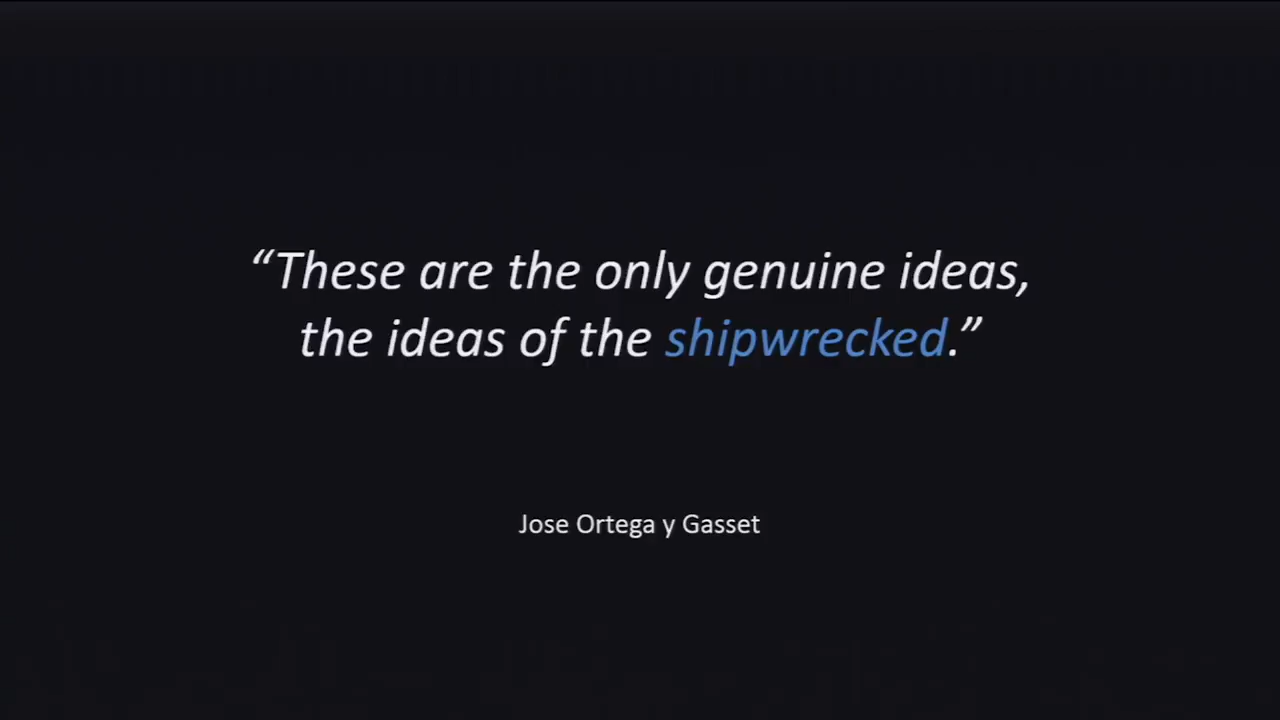 “These are the only genuine ideas,
the ideas of the shipwrecked.”
Jose Ortega y Gasset